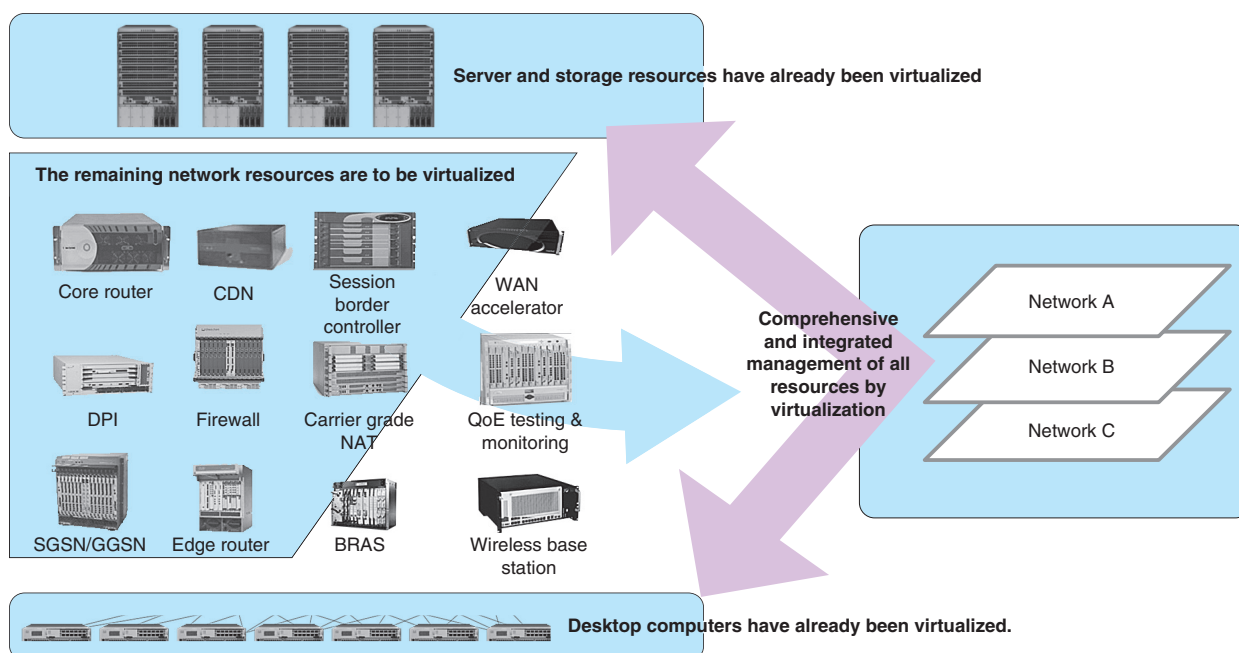 Server and storage resources have already been virtualized
The remaining network resources are to be virtualized
Core router
CDN
Session
border
controller
WAN
accelerator
DPI
Firewall
Carrier grade
NAT
QoE testing &
monitoring
SGSN/GGSN
Edge router
BRAS
Wireless base
station
Comprehensive
and integrated
management of all
resources by
virtualization
Network A
Network B
Network C
Desktop computers have already been virtualized.